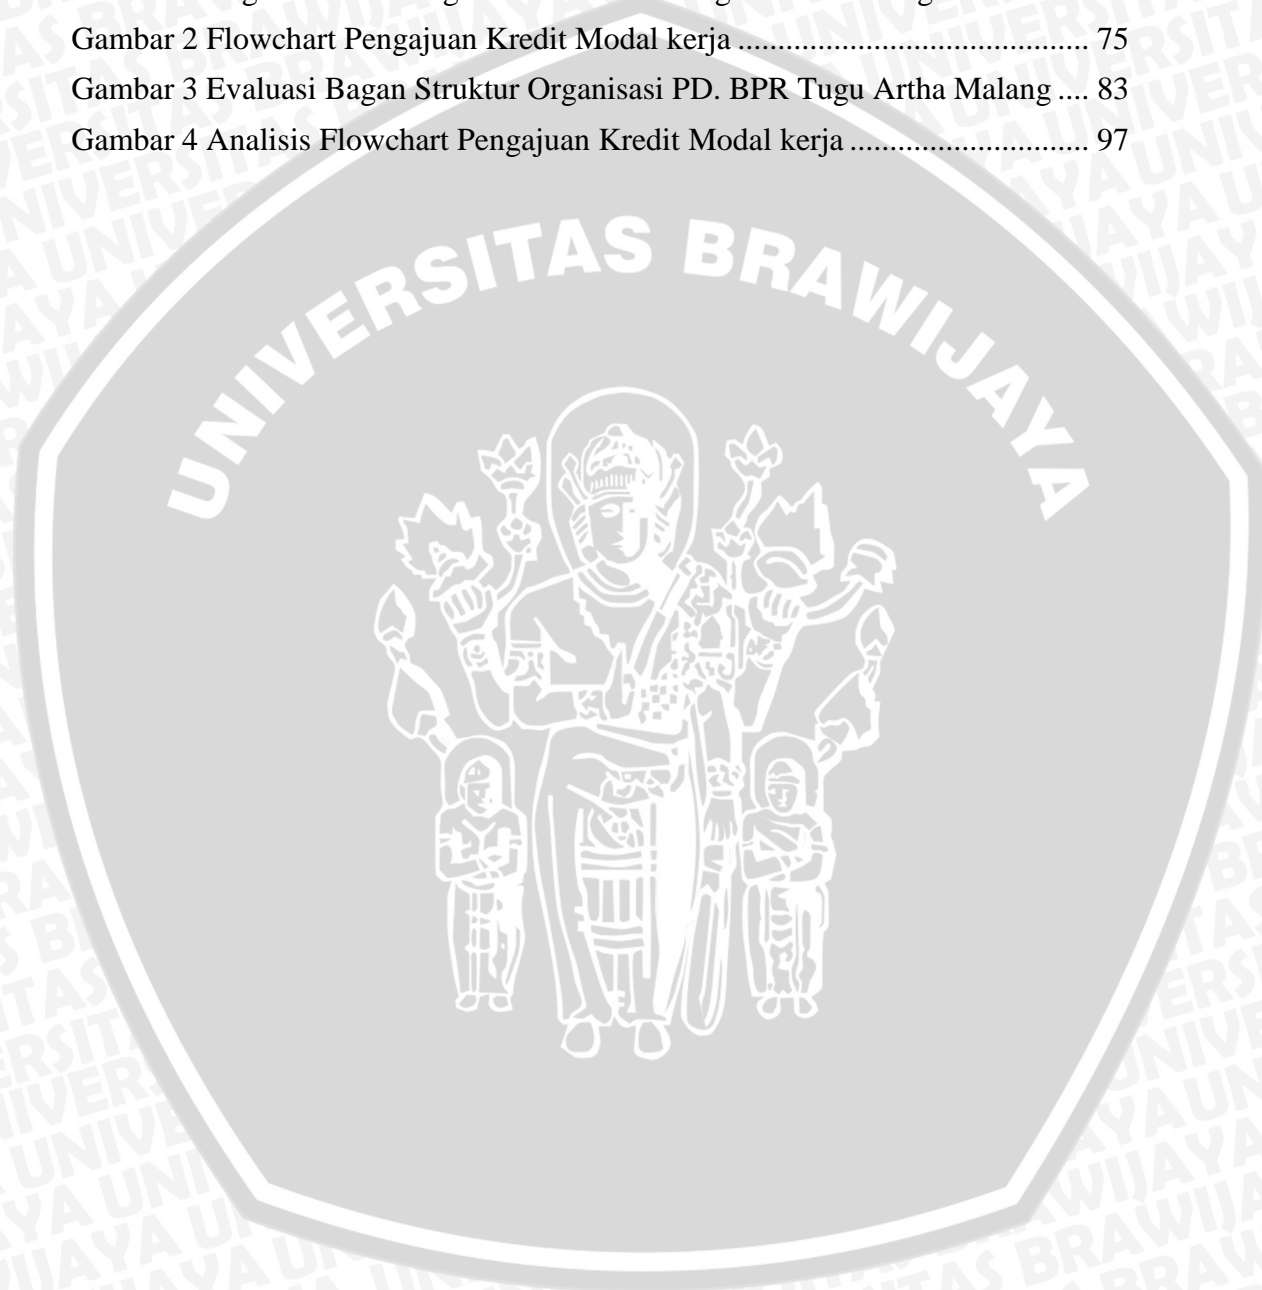 Gambar 2 Flowchart Pengajuan Kredit Modal kerja ........................................... 75
Gambar 3 Evaluasi Bagan Struktur Organisasi PD. BPR Tugu Artha Malang .... 83
Gambar 4 Analisis Flowchart Pengajuan Kredit Modal kerja ............................. 97
UNIVERSITAS BRAWIJAYA